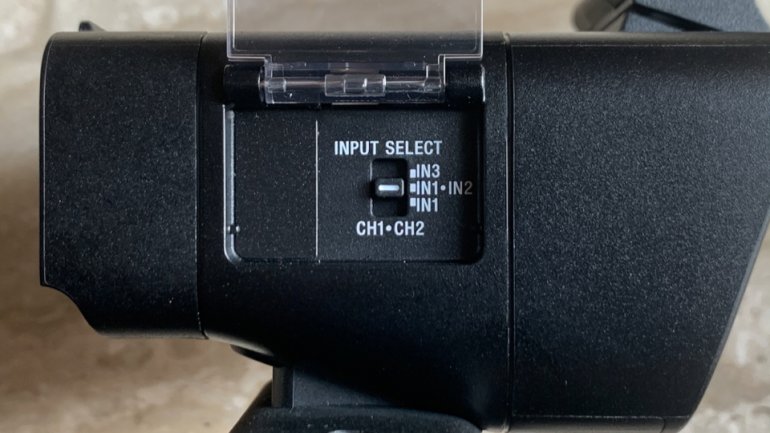 INPUT SELECT
IN3
IN1•IN2
IN1
CH1•CH2